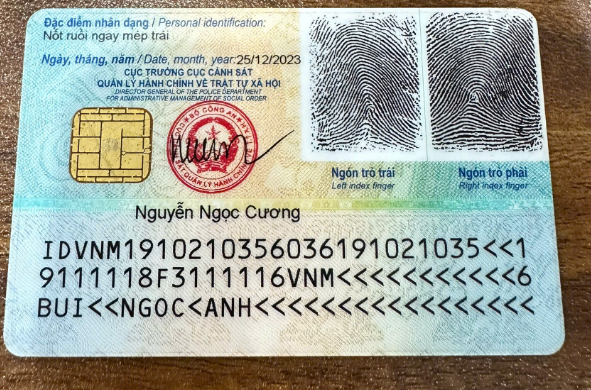 Đặc điểm nhân dạng / Personal identification:
Nốt ruồi ngay mép trái
Ngày, tháng, năm / Date, month, year: 25/12/2023
CỤC TRƯỞNG CỤC CẢNH SÁT
QUẢN LÝ HÀNH CHÍNH VỀ TRẬT TỰ XÃ HỘI
DIRECTOR GENERAL OF THE POLICE DEPARTMENT
FOR ADMINISTRATIVE MANAGEMENT OF SOCIAL ORDER
BỘ CÔNG AN
Ngón trỏ trái
Left index finger
Ngón trỏ phải
Right index finger
Nguyễn Ngọc Cương
IDVNM1910210356036191021035<<1
9111118F3111116VNM<<<<<<<<<<<6
BUI<<NGOC<ANH<<<<<<<<<<<<<<<<<